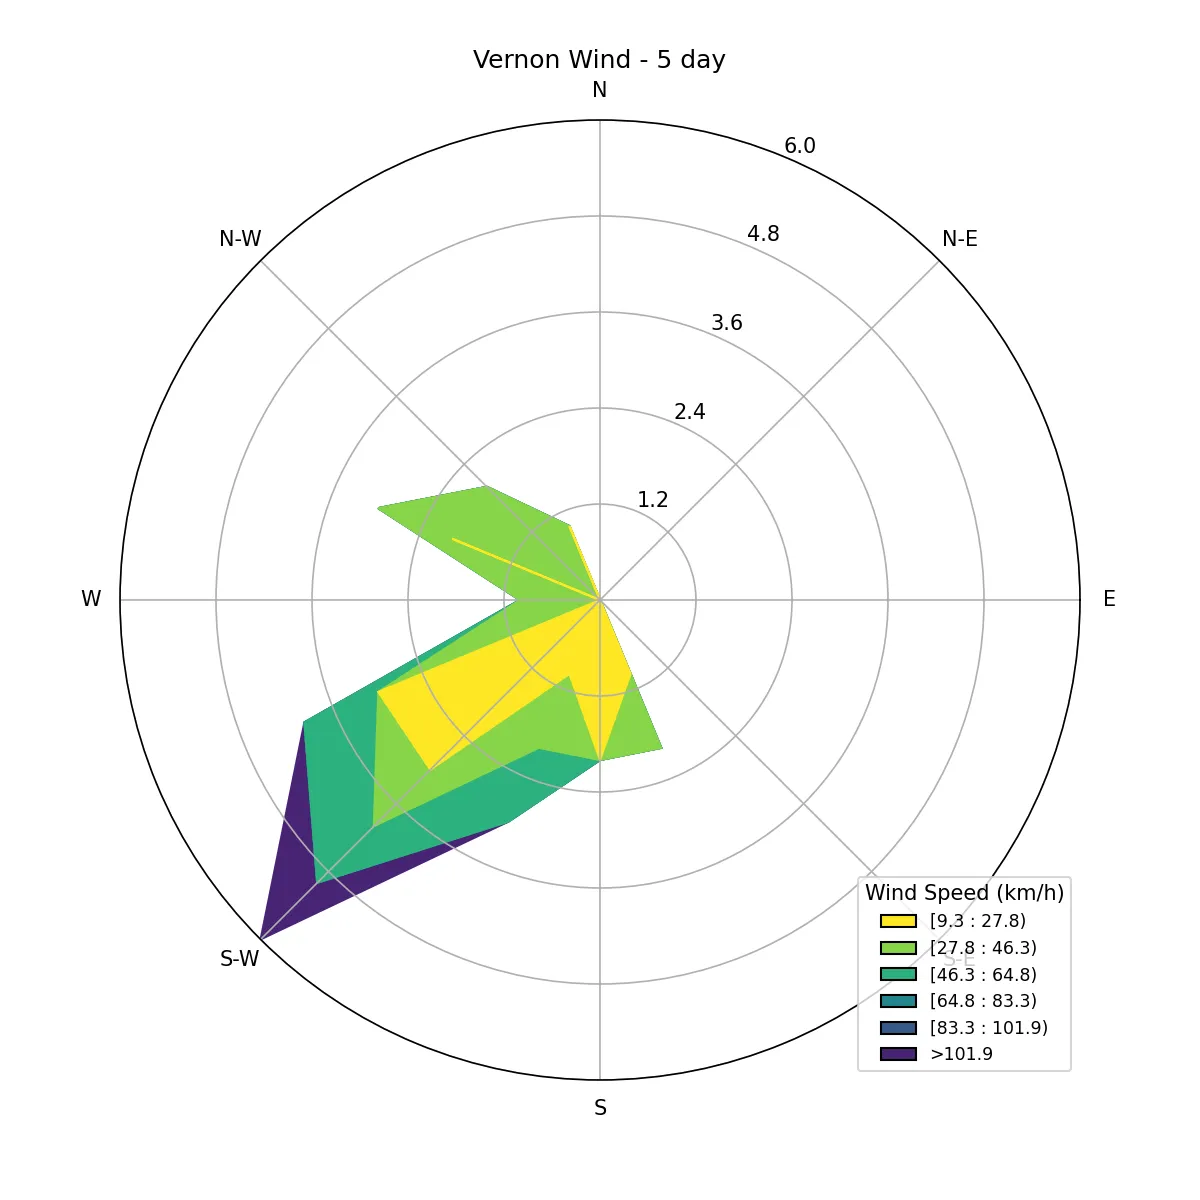 Vernon Wind - 5 day
N
6.0
4.8
N-W
N-E
3.6
2.4
1.2
W
E
Wind Speed (km/h)
[9.3 : 27.8)
[27.8 : 46.3)
S-W
S-E
[46.3 : 64.8)
[64.8 : 83.3)
[83.3 : 101.9)
>101.9
S